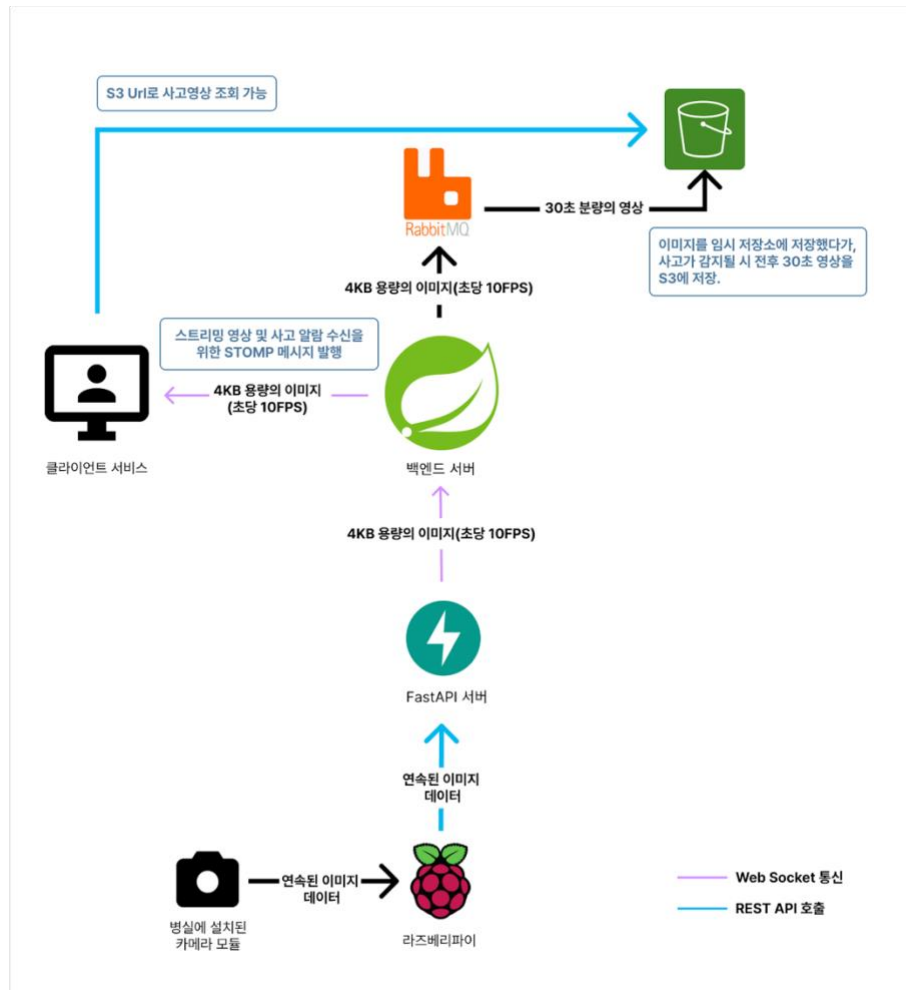 S3 Url로 사고영상 조회 가능
RabbitMQ
30초 분량의 영상
이미지를 임시 저장소에 저장했다가,
사고가 감지될 시 전후 30초 영상을
S3에 저장.
4KB 용량의 이미지(초당 10FPS)
스트리밍 영상 및 사고 알람 수신을
위한 STOMP 메시지 발행
4KB 용량의 이미지
(초당 10FPS)
클라이언트 서비스
백엔드 서버
4KB 용량의 이미지(초당 10FPS)
FastAPI 서버
연속된 이미지
데이터
연속된 이미지
데이터
병실에 설치된
카메라 모듈
라즈베리파이
Web Socket 통신
REST API 호출